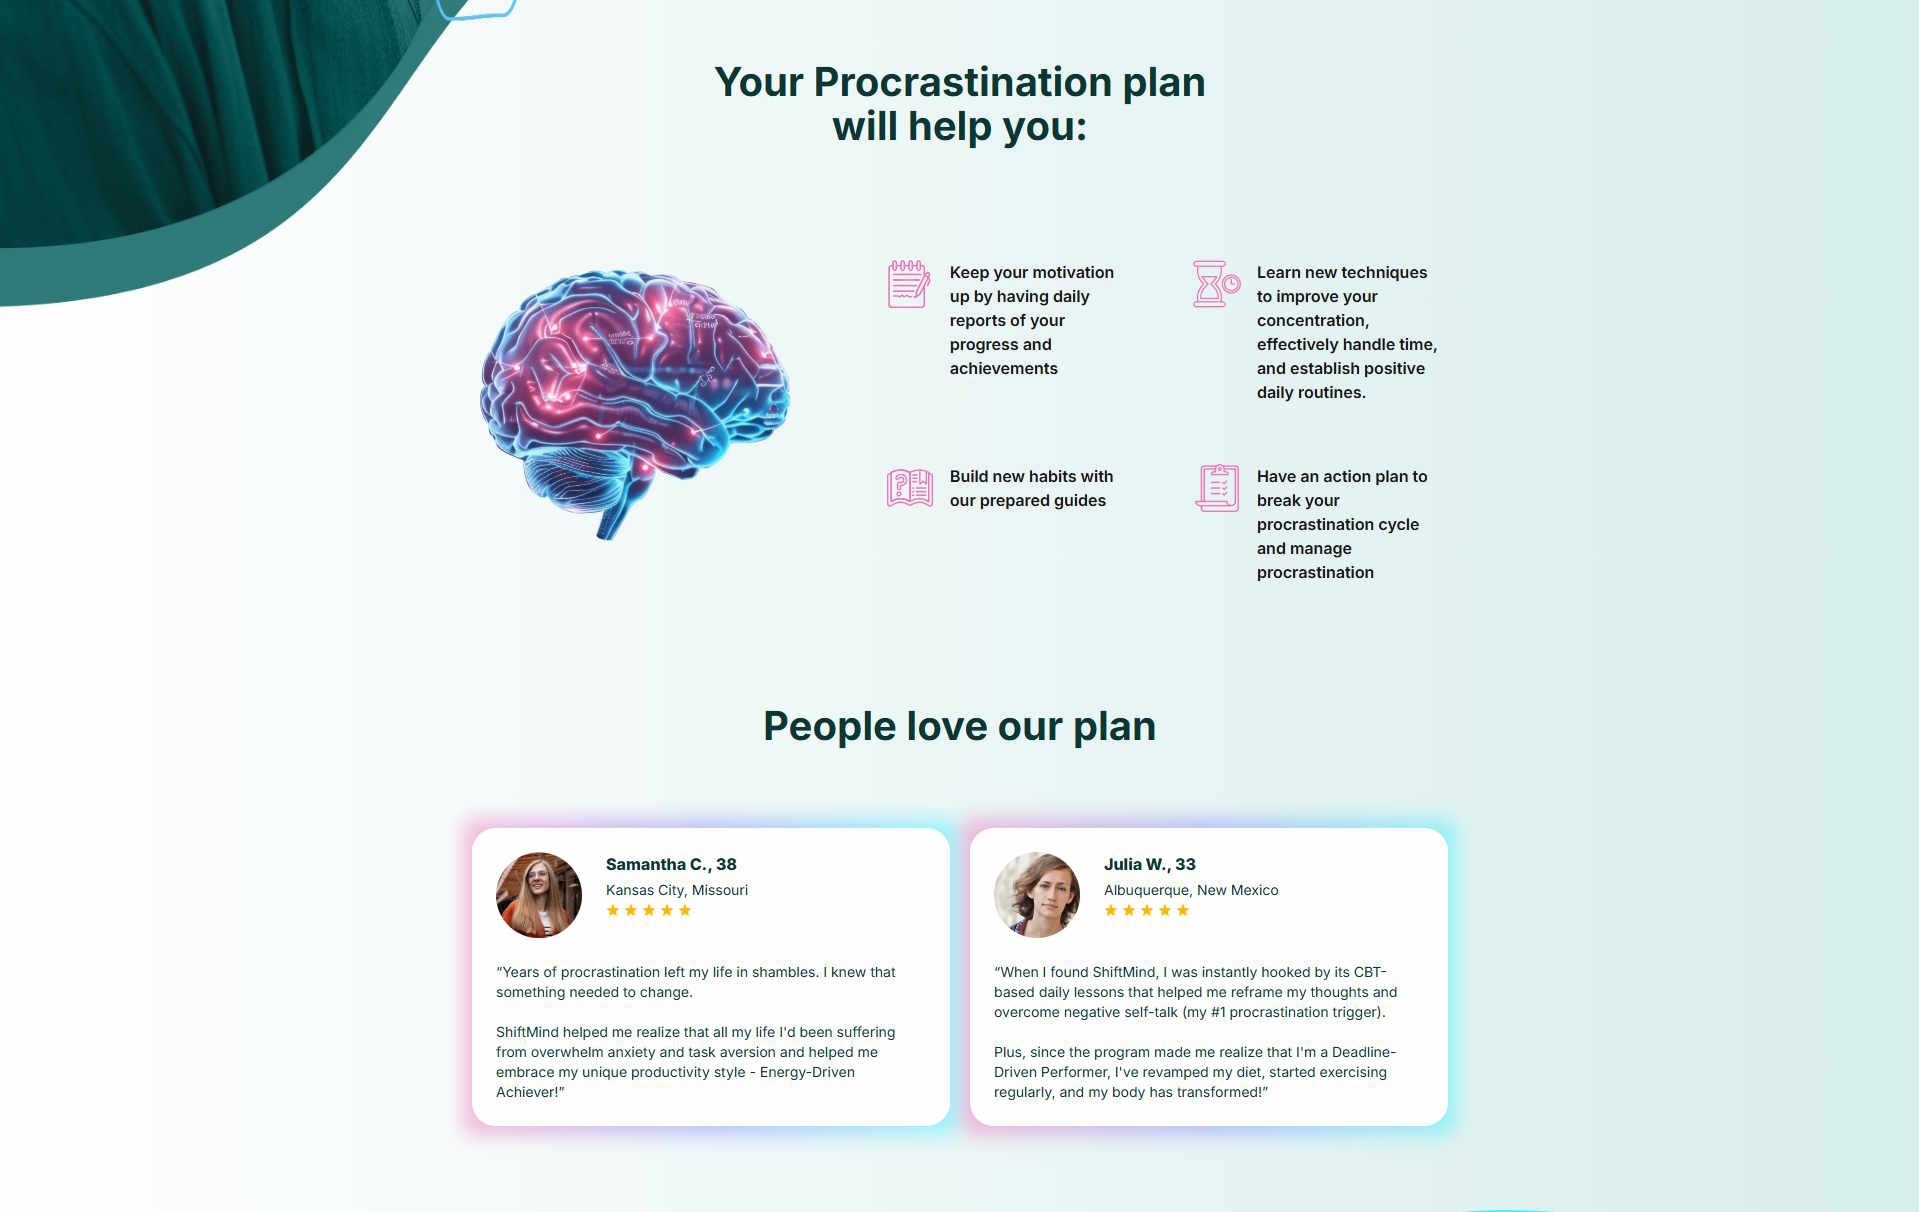 Your Procrastination plan
will help you:
Keep your motivation
up by having daily
reports of your
progress and
achievements
Learn new techniques
to improve your
concentration,
effectively handle time,
and establish positive
daily routines.
Build new habits with
our prepared guides
Have an action plan to
break your
procrastination cycle
and manage
procrastination
People love our plan
Samantha C., 38
Kansas City, Missouri
“Years of procrastination left my life in shambles. I knew that
something needed to change.
ShiftMind helped me realize that all my life I'd been suffering
from overwhelm anxiety and task aversion and helped me
embrace my unique productivity style - Energy-Driven
Achiever!”
Julia W., 33
Albuquerque, New Mexico
“When I found ShiftMind, I was instantly hooked by its CBT-
based daily lessons that helped me reframe my thoughts and
overcome negative self-talk (my #1 procrastination trigger).
Plus, since the program made me realize that I'm a Deadline-
Driven Performer, I've revamped my diet, started exercising
regularly, and my body has transformed!”